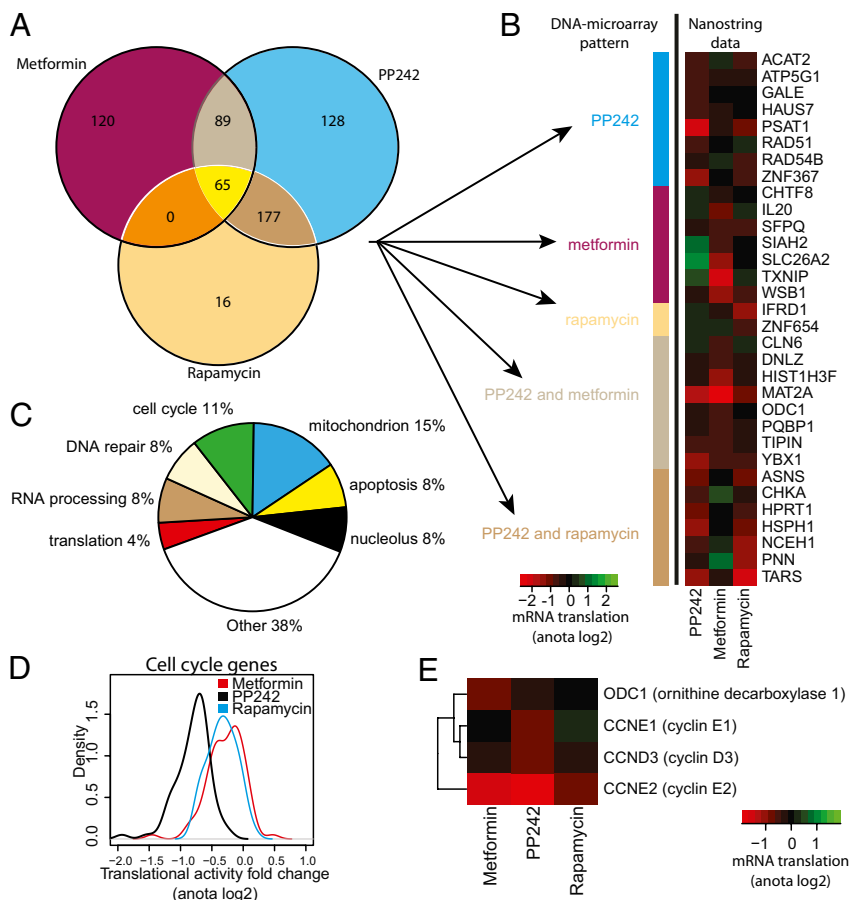 A
Metformin
PP242
120
89
128
65
0
177
16
Rapamycin
B
DNA-microarray
pattern
Nanostring
data
PP242
metformin
rapamycin
PP242 and metformin
PP242 and rapamycin
ACAT2
ATP5G1
GALE
HAUS7
PSAT1
RAD51
RAD54B
ZNF367
CHTF8
IL20
SFPQ
SIAH2
SLC26A2
TXNIP
WSB1
IFRD1
ZNF654
CLN6
DNLZ
HIST1H3F
MAT2A
ODC1
PQBP1
TIPIN
YBX1
ASNS
CHKA
HPRT1
HSPH1
NCEH1
PNN
TARS
PP242
Metformin
Rapamycin
-2 -1 0 1 2
mRNA translation
(anota log2)
C
cell cycle 11%
mitochondrion 15%
DNA repair 8%
apoptosis 8%
RNA processing 8%
nucleolus 8%
translation 4%
Other 38%
D
Cell cycle genes
Metformin
PP242
Rapamycin
Density
0.0 0.5 1.0 1.5
−2.0 −1.5 −1.0 −0.5 0.0 0.5 1.0
Translational activity fold change
(anota log2)
E
ODC1 (ornithine decarboxylase 1)
CCNE1 (cyclin E1)
CCND3 (cyclin D3)
CCNE2 (cyclin E2)
Metformin
PP242
Rapamycin
−1 0 1
mRNA translation
(anota log2)